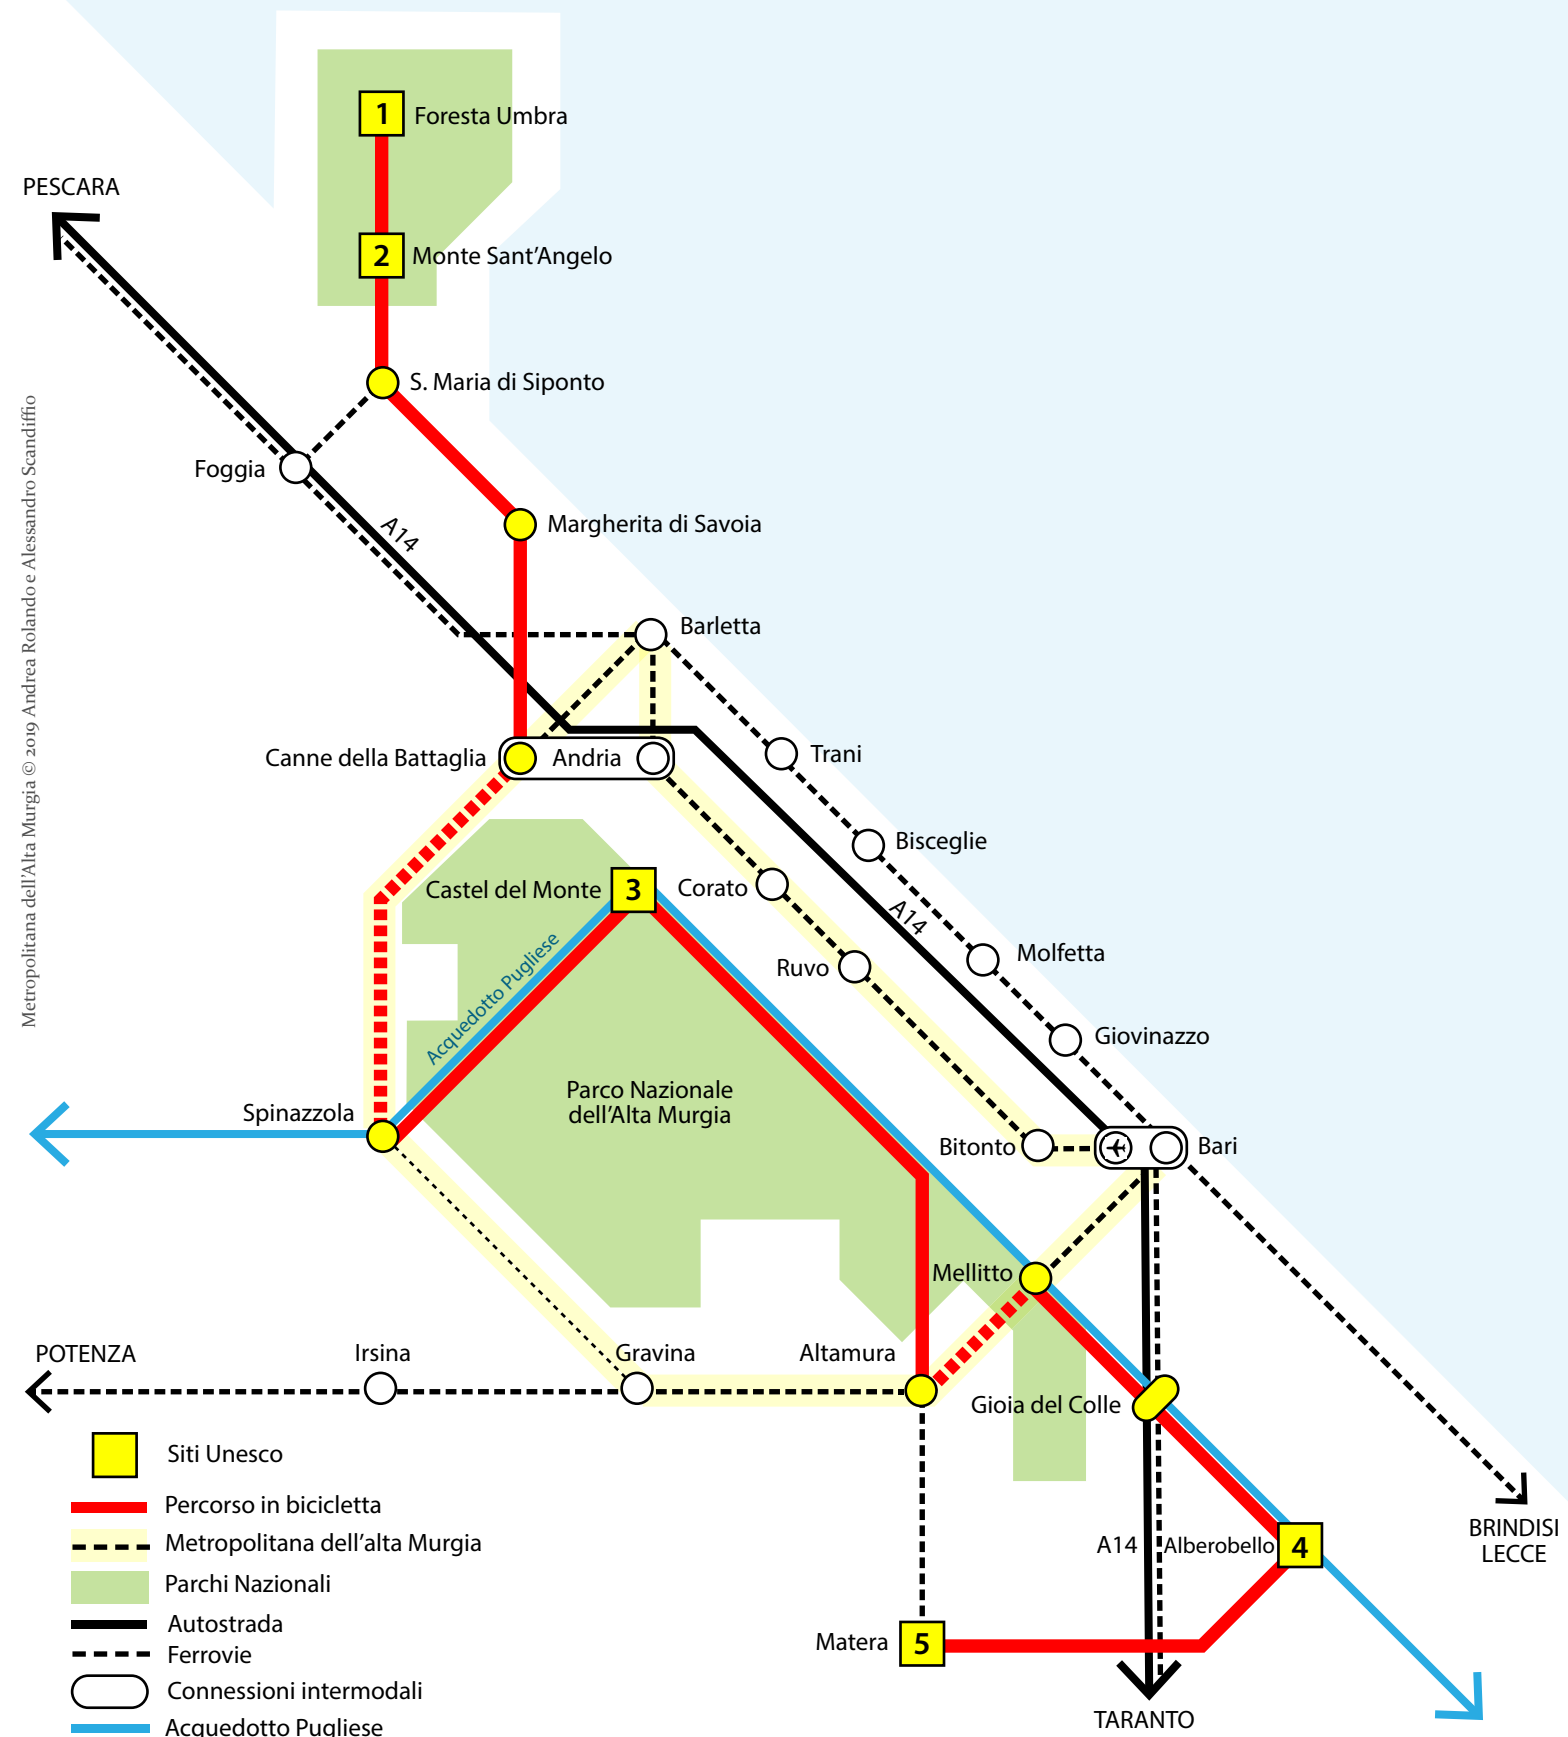 1
Foresta Umbra
PESCARA
2
Monte Sant'Angelo
S. Maria di Siponto
Foggia
A14
Margherita di Savoia
Metropolitana dell'Alta Murgia © 2019 Andrea Rolando e Alessandro Scandiffio
Barletta
Canne della Battaglia
Andria
Trani
Bisceglie
Castel del Monte
3
Corato
A14
Acquedotto Pugliese
Ruvo
Molfetta
Giovinazzo
Parco Nazionale
dell'Alta Murgia
Spinazzola
Bitonto
Bari
Mellitto
POTENZA
Irsina
Gravina
Altamura
Gioia del Colle
BRINDISI
LECCE
A14
Alberobello
4
Matera
5
TARANTO
Siti Unesco
Percorso in bicicletta
Metropolitana dell'alta Murgia
Parchi Nazionali
Autostrada
Ferrovie
Connessioni intermodali
Acquedotto Pugliese